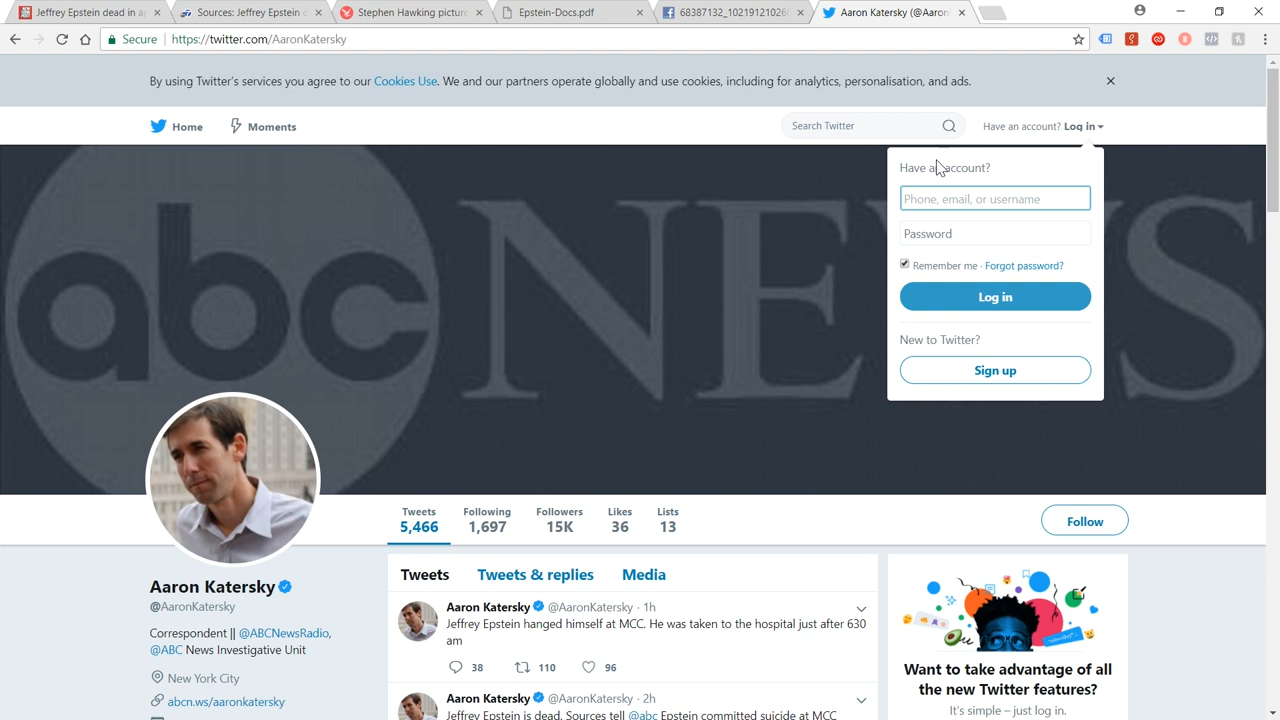 Jeffrey Epstein dead in ap
Sources: Jeffrey Epstein c
Stephen Hawking picture
Epstein-Docs.pdf
68387132_1021912102
Aaron Katersky (@Aaron
Secure
https://twitter.com/AaronKatersky
By using Twitter's services you agree to our Cookies Use. We and our partners operate globally and use cookies, including for analytics, personalisation, and ads.
Home
Moments
Search Twitter
Have an account? Log in
abc NEWS
Have an account?
Phone, email, or username
Password
Remember me · Forgot password?
Log in
New to Twitter?
Sign up
Tweets
5,466
Following
1,697
Followers
15K
Likes
36
Lists
13
Follow
Aaron Katersky
@AaronKatersky
Correspondent || @ABCNewsRadio,
@ABC News Investigative Unit
New York City
abcn.ws/aaronkatersky
Tweets
Tweets & replies
Media
Aaron Katersky @AaronKatersky · 1h
Jeffrey Epstein hanged himself at MCC. He was taken to the hospital just after 630
am
38
110
96
Aaron Katersky @AaronKatersky · 2h
Jeffrey Epstein is dead. Sources tell @abc Epstein committed suicide at MCC
Want to take advantage of all
the new Twitter features?
It's simple – just log in.